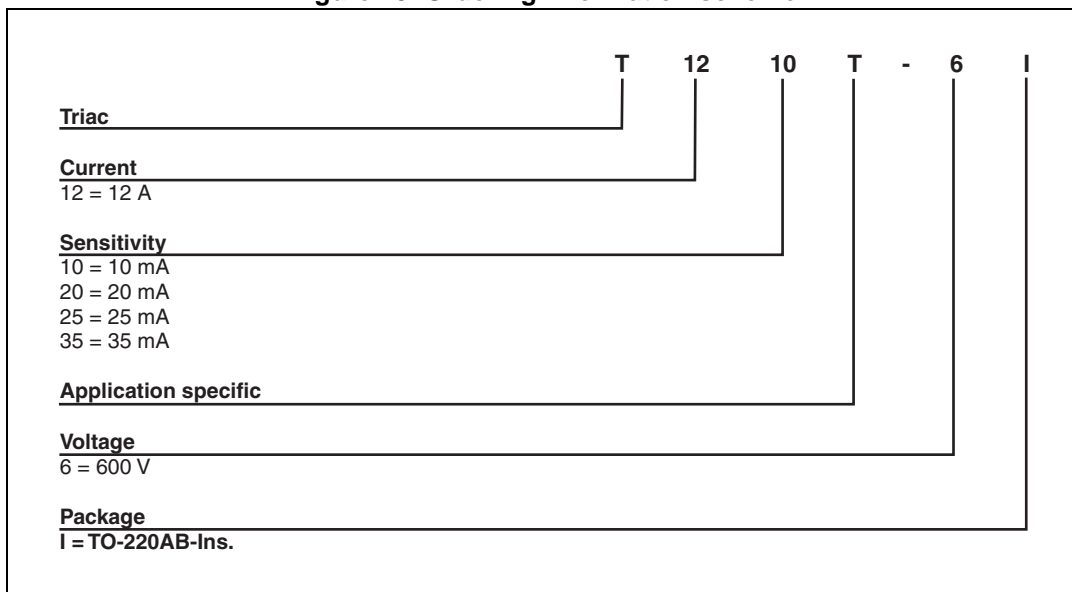 T 12 10 T - 6 I
Triac
Current
12 = 12 A
Sensitivity
10 = 10 mA
20 = 20 mA
25 = 25 mA
35 = 35 mA
Application specific
Voltage
6 = 600 V
Package
I = TO-220AB-Ins.